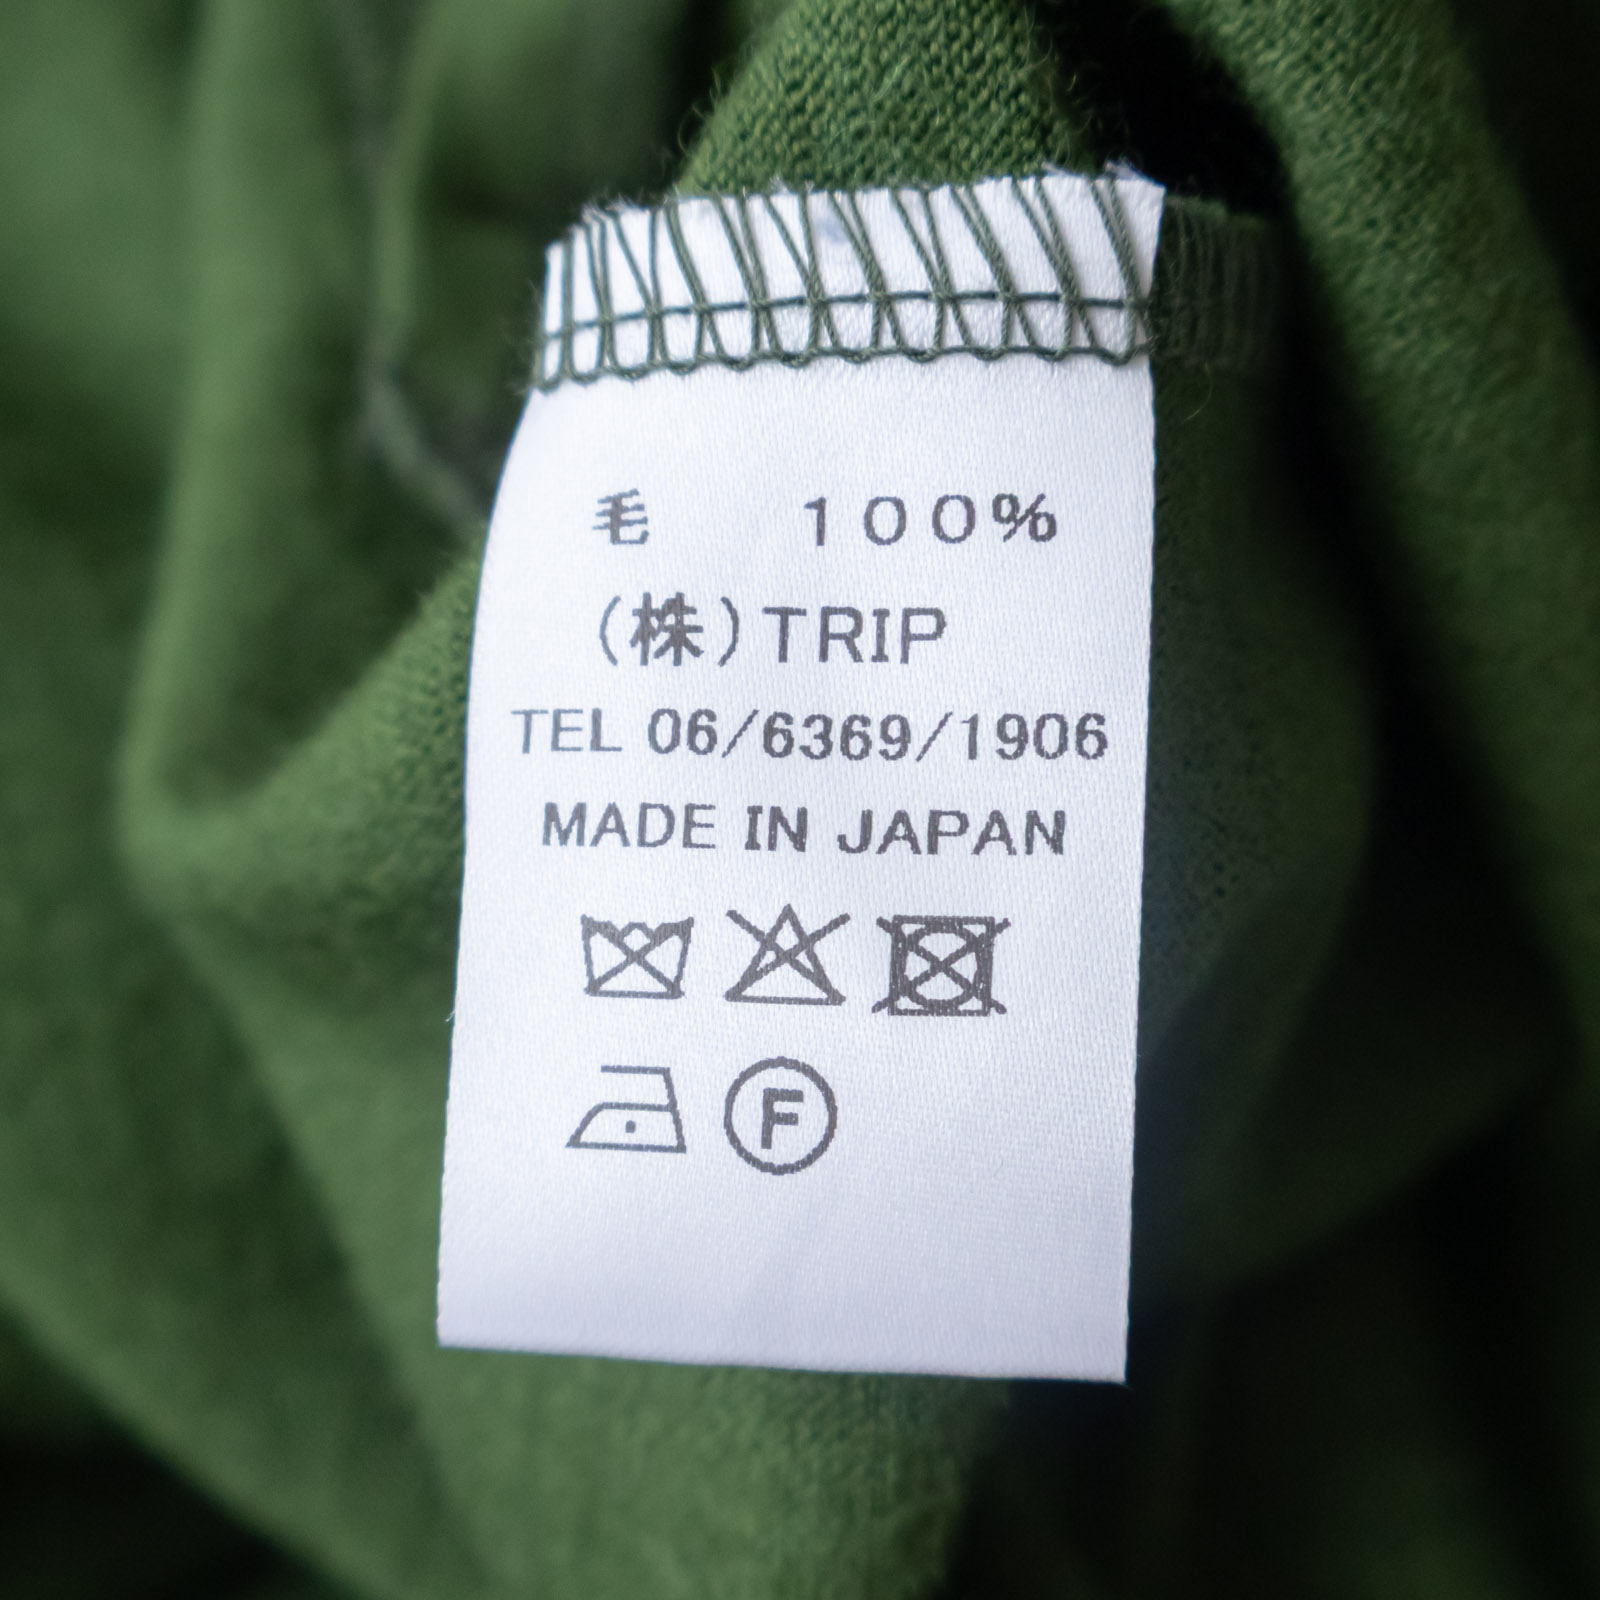 毛　１００％
（株）TRIP
TEL 06/6369/1906
MADE IN JAPAN
F